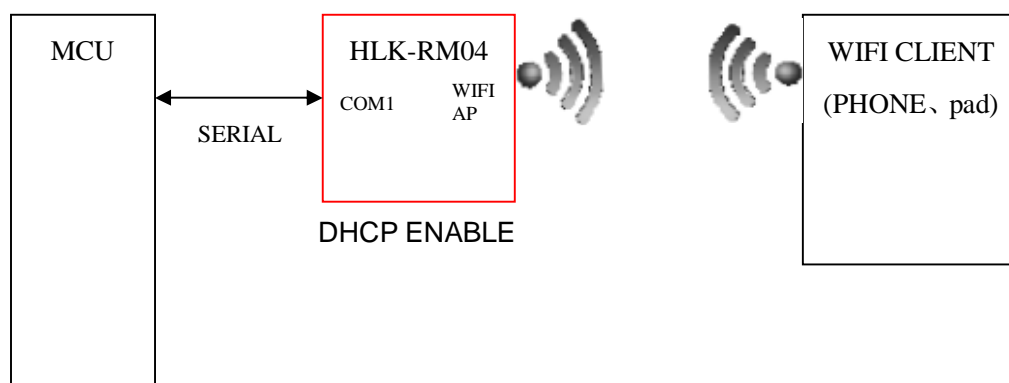 MCU
SERIAL
HLK-RM04
COM1
WIFI
AP
DHCP ENABLE
WIFI CLIENT
(PHONE、pad)